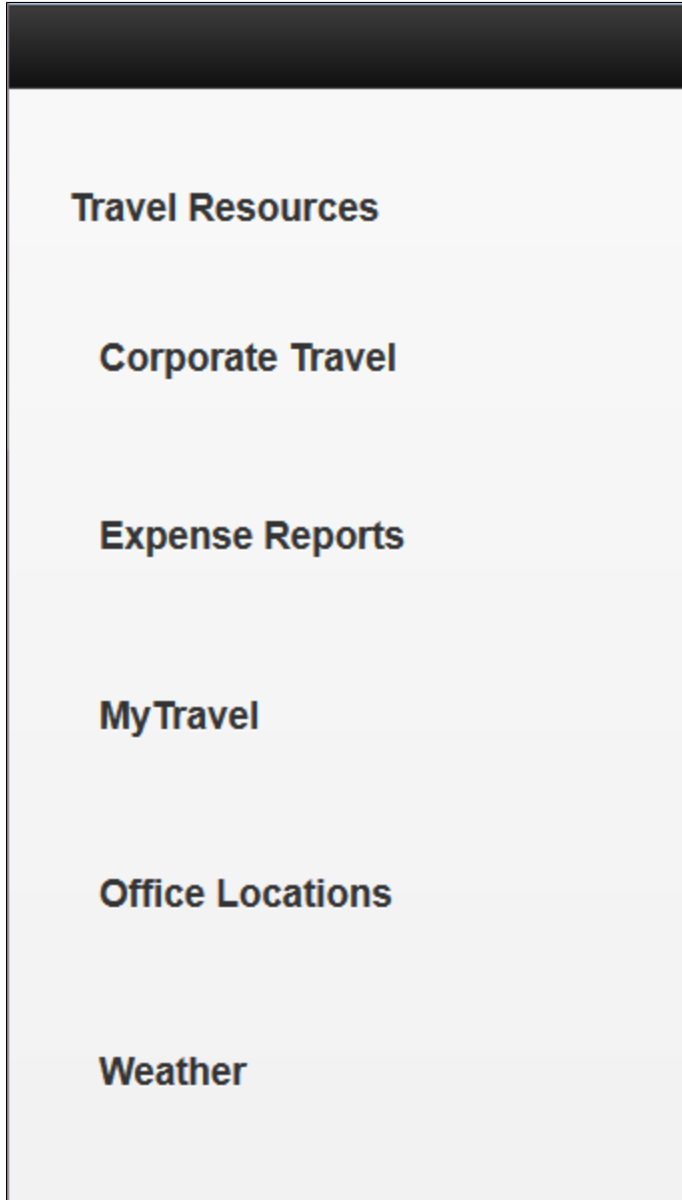 Travel Resources
Corporate Travel
Expense Reports
MyTravel
Office Locations
Weather